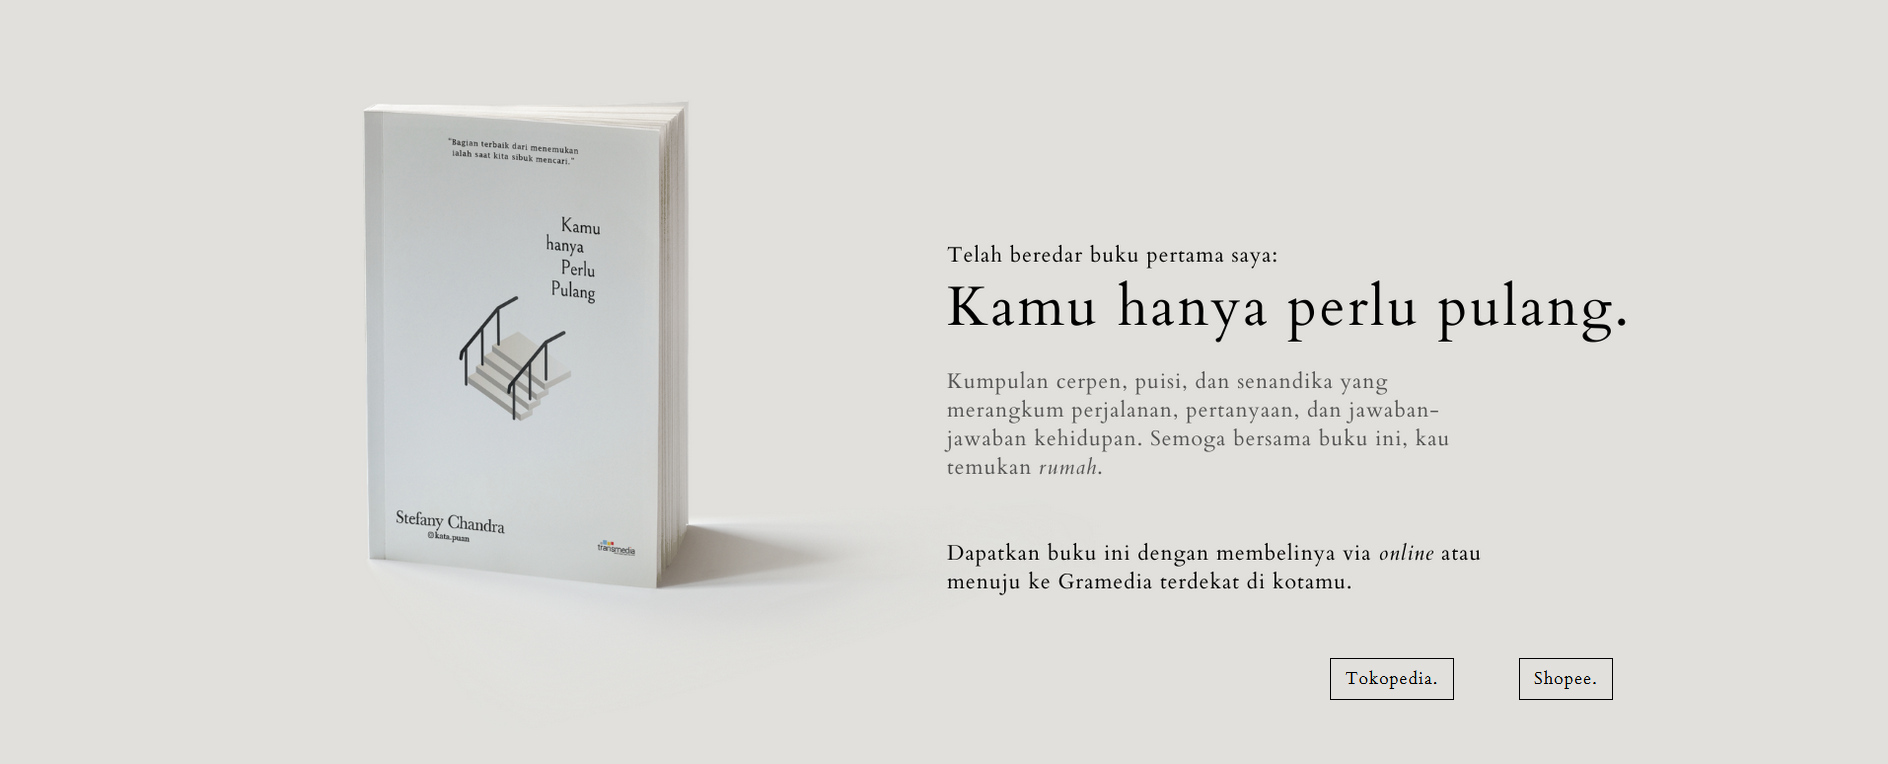 "Bagian terbaik dari menemukan
ialah saat kita sibuk mencari."
Kamu
hanya
Perlu
Pulang
Stefany Chandra
@kata.puan
transmedia
Telah beredar buku pertama saya:
Kamu hanya perlu pulang.
Kumpulan cerpen, puisi, dan senandika yang
merangkum perjalanan, pertanyaan, dan jawaban-
jawaban kehidupan. Semoga bersama buku ini, kau
temukan rumah.
Dapatkan buku ini dengan membelinya via online atau
menuju ke Gramedia terdekat di kotamu.
Tokopedia.
Shopee.